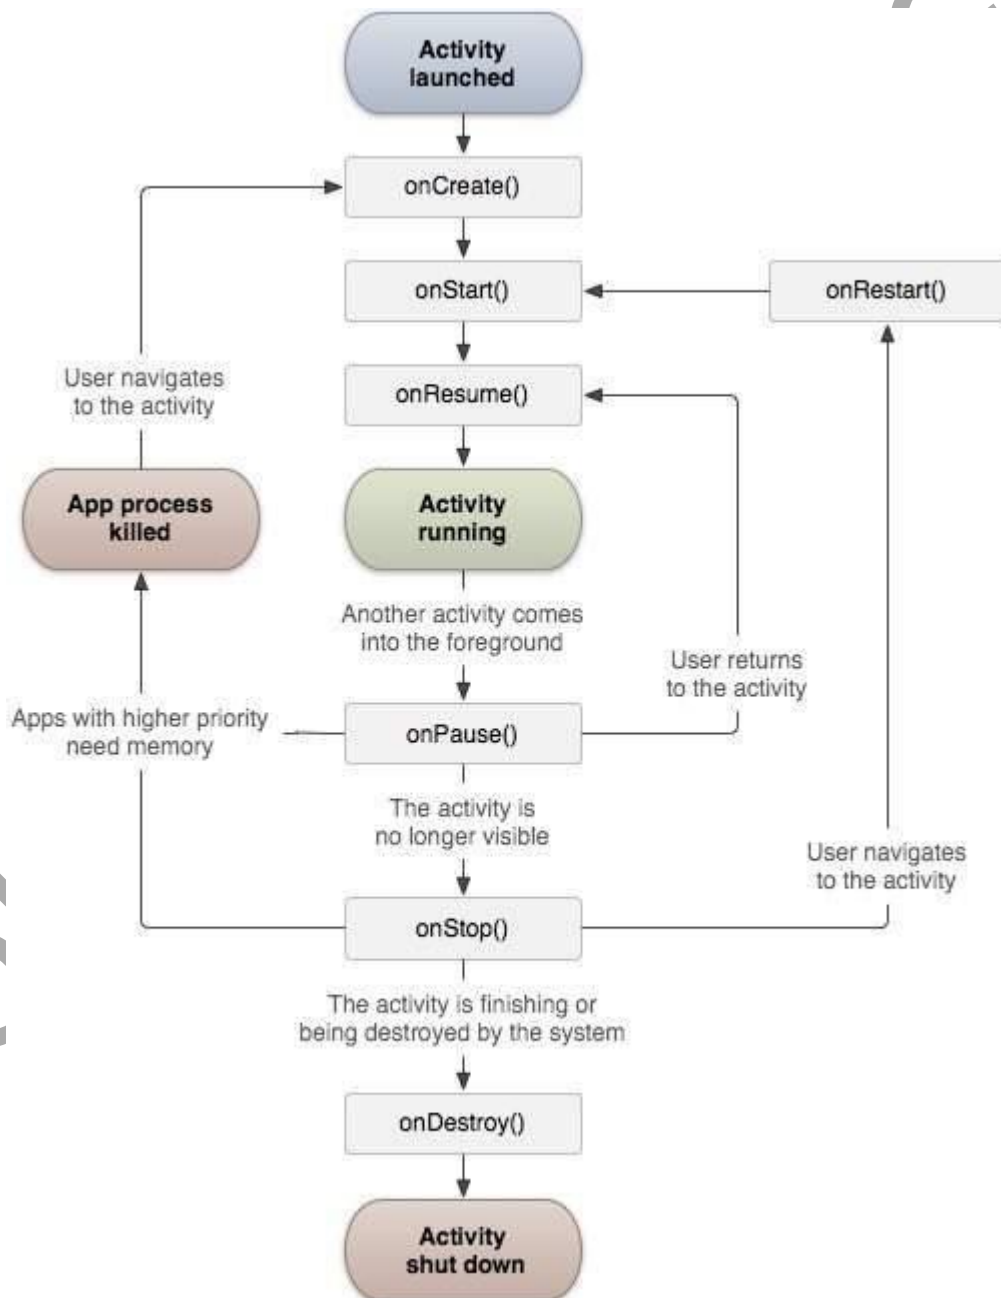 Activity
launched
onCreate()
onStart()
onRestart()
onResume()
User navigates
to the activity
App process
killed
Activity
running
Another activity comes
into the foreground
User returns
to the activity
Apps with higher priority
need memory
onPause()
The activity is
no longer visible
User navigates
to the activity
onStop()
The activity is finishing or
being destroyed by the system
onDestroy()
Activity
shut down